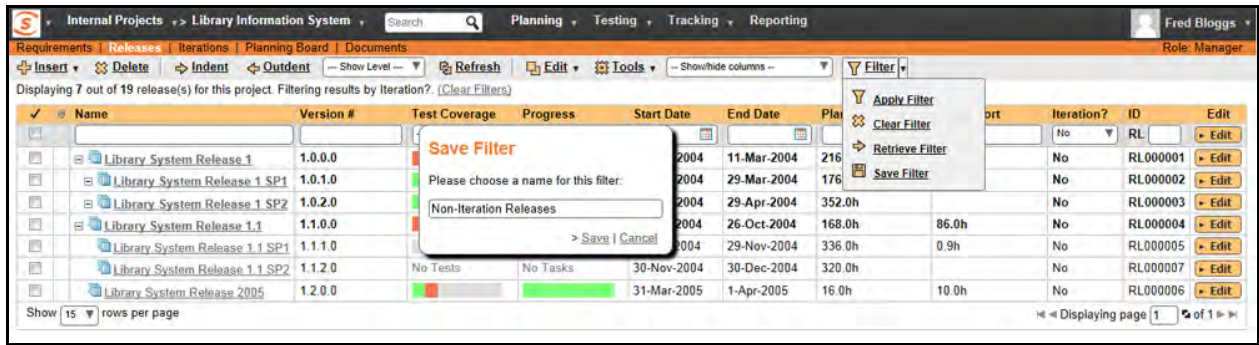 Internal Projects > Library Information System Search Planning Testing Tracking Reporting Fred Bloggs
Requirements | Releases | Iterations | Planning Board | Documents Role: Manager
Insert Delete Indent Outdent -- Show Level -- Refresh Edit Tools -- Show/hide columns -- Filter
Displaying 7 out of 19 release(s) for this project. Filtering results by Iteration?. (Clear Filters)
Name Version # Test Coverage Progress Start Date End Date Iteration? ID Edit
No RL Edit
Library System Release 1 1.0.0.0 2004 11-Mar-2004 216 No RL000001 Edit
Library System Release 1 SP1 1.0.1.0 2004 29-Mar-2004 176 No RL000002 Edit
Library System Release 1 SP2 1.0.2.0 2004 29-Apr-2004 352.0h No RL000003 Edit
Library System Release 1.1 1.1.0.0 2004 26-Oct-2004 168.0h 86.0h No RL000004 Edit
Library System Release 1.1 SP1 1.1.1.0 2004 29-Nov-2004 336.0h 0.9h No RL000005 Edit
Library System Release 1.1 SP2 1.1.2.0 No Tests No Tasks 30-Nov-2004 30-Dec-2004 320.0h No RL000007 Edit
Library System Release 2005 1.2.0.0 31-Mar-2005 1-Apr-2005 16.0h 10.0h No RL000006 Edit
Show 15 rows per page Displaying page 1 of 1
Save Filter
Please choose a name for this filter:
Non-Iteration Releases
> Save | Cancel
Apply Filter
Clear Filter
Retrieve Filter
Save Filter